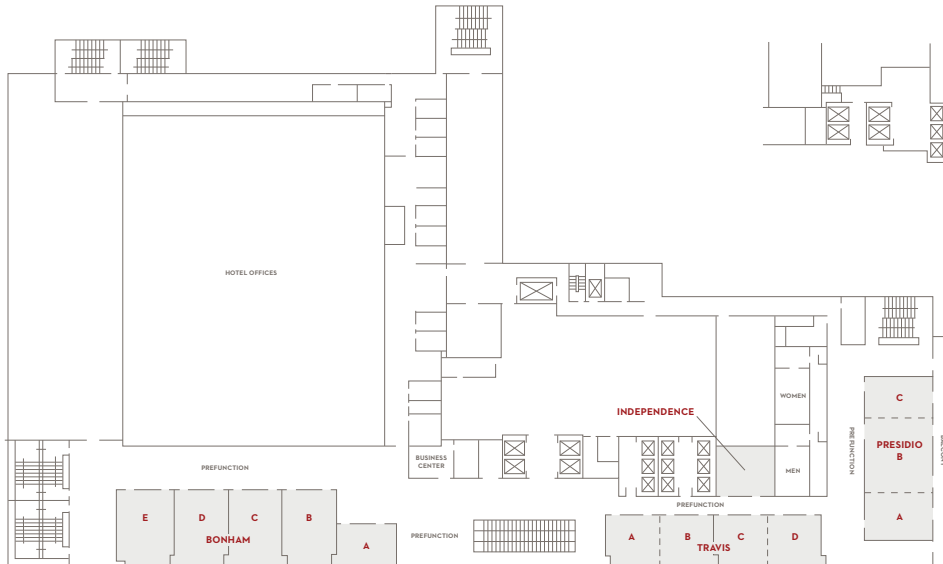 HOTEL OFFICES
INDEPENDENCE
WOMEN
C
PREFUNCTION
PRESIDIO
B
BUSINESS
CENTER
PREFUNCTION
MEN
PREFUNCTION
A
E
D
C
B
BONHAM
A
PREFUNCTION
A
B
C
D
TRAVIS